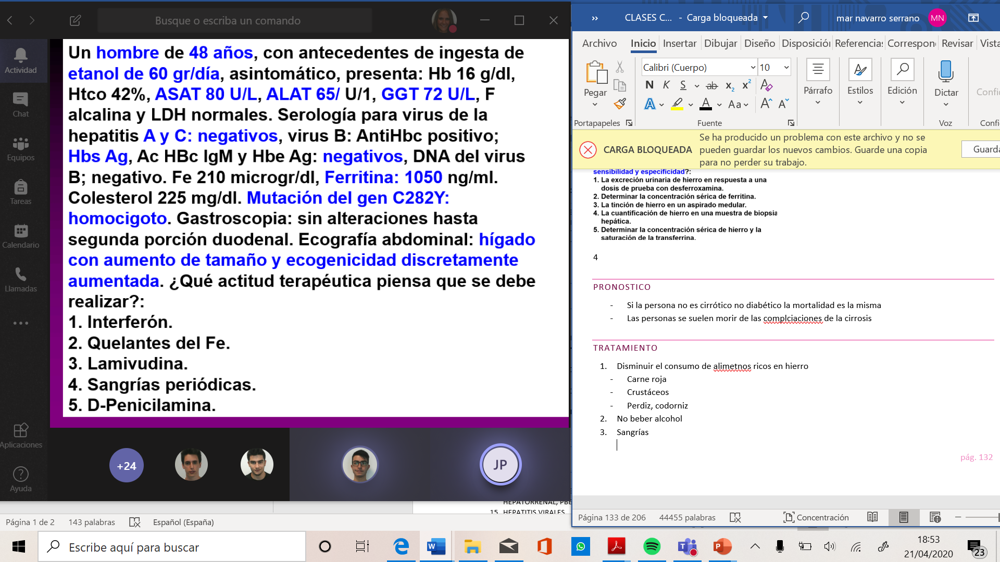 Busque o escriba un comando
Actividad
Chat
Equipos
Tareas
Calendario
Llamadas
Aplicaciones
Ayuda
Un hombre de 48 años, con antecedentes de ingesta de
etanol de 60 gr/día, asintomático, presenta: Hb 16 g/dl,
Htco 42%, ASAT 80 U/L, ALAT 65/ U/1, GGT 72 U/L, F
alcalina y LDH normales. Serología para virus de la
hepatitis A y C: negativos, virus B: AntiHbc positivo;
Hbs Ag, Ac HBc IgM y Hbe Ag: negativos, DNA del virus
B; negativo. Fe 210 microgr/dl, Ferritina: 1050 ng/ml.
Colesterol 225 mg/dl. Mutación del gen C282Y:
homocigoto. Gastroscopia: sin alteraciones hasta
segunda porción duodenal. Ecografía abdominal: hígado
con aumento de tamaño y ecogenicidad discretamente
aumentada. ¿Qué actitud terapéutica piensa que se debe
realizar?:
1. Interferón.
2. Quelantes del Fe.
3. Lamivudina.
4. Sangrías periódicas.
5. D-Penicilamina.
+24
JP
CLASES C... - Carga bloqueada
mar navarro serrano
MN
Archivo Inicio Insertar Dibujar Diseño Disposición Referencias Correspon Revisar Vista
Calibri (Cuerpo) 10
Pegar
N K S ab x2 x2 A
A A Aa A A
Párrafo
Estilos
Edición
Dictar
Confi
Portapapeles Fuente Voz Confi
CARGA BLOQUEADA
Se ha producido un problema con este archivo y no se
pueden guardar los nuevos cambios. Guarde una copia
para no perder su trabajo.
Guarda
sensibilidad y especificidad?:
1. La excreción urinaria de hierro en respuesta a una
dosis de prueba con desferroxamina.
2. Determinar la concentración sérica de ferritina.
3. La tinción de hierro en un aspirado medular.
4. La cuantificación de hierro en una muestra de biopsia
hepática.
5. Determinar la concentración sérica de hierro y la
saturación de la transferrina.
4
PRONOSTICO
- Si la persona no es cirrótico no diabético la mortalidad es la misma
- Las personas se suelen morir de las complciaciones de la cirrosis
TRATAMIENTO
1. Disminuir el consumo de alimetnos ricos en hierro
- Carne roja
- Crustáceos
- Perdiz, codorniz
2. No beber alcohol
3. Sangrías
pág. 132
HEPATORRENAL, PBE
15. HEPATITIS VIRALES
Página 1 de 2 143 palabras Español (España)
Página 133 de 206 44455 palabras Concentración
Escribe aquí para buscar
18:53
21/04/2020
23